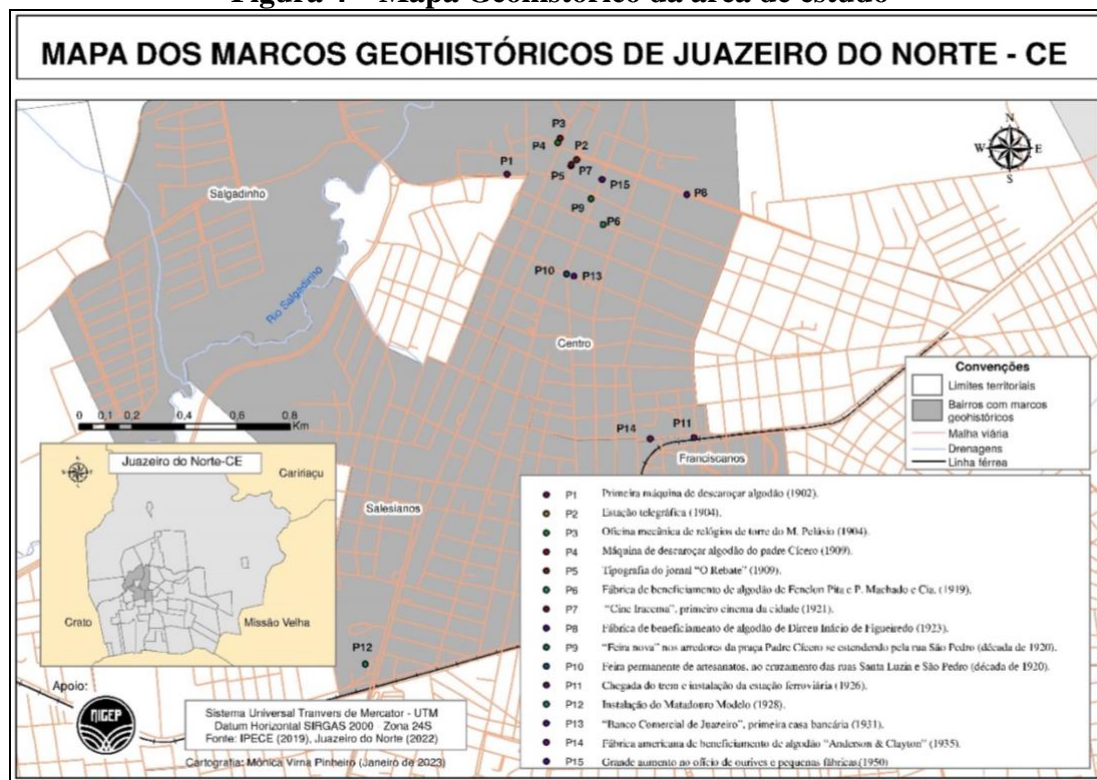 Figura 4 – Mapa Geohistórico da área de estudo
MAPA DOS MARCOS GEOHISTÓRICOS DE JUAZEIRO DO NORTE - CE
P3
P4
P2
P1
P5
P7
P15
P8
P9
P6
P10
P13
N
W
E
S
Salgadinho
Rio Salgadinho
Centro
P14
P11
Franciscanos
Salesianos
P12
0
0,1
0,2
0,4
0,6
0,8
Km
Convenções
Limites territoriais
Bairros com marcos
geohistóricos
Malha viária
Drenagens
Linha férrea
Juazeiro do Norte-CE
Caririaçu
Crato
Missão Velha
P1 Primeira máquina de descaroçar algodão (1902).
P2 Estação telegráfica (1904).
P3 Oficina mecânica de relógios de torre do M. Pelúsio (1904).
P4 Máquina de descaroçar algodão do padre Cícero (1909).
P5 Tipografia do jornal “O Rebate” (1909).
P6 Fábrica de beneficiamento de algodão de Fenelon Pita e P. Machado e Cia. (1919).
P7 “Cine Iracema”, primeiro cinema da cidade (1921).
P8 Fábrica de beneficiamento de algodão de Dirceu Inácio de Figueiredo (1923).
P9 “Feira nova” nos arredores da praça Padre Cícero se estendendo pela rua São Pedro (década de 1920).
P10 Feira permanente de artesanatos, no cruzamento das ruas Santa Luzia e São Pedro (década de 1920).
P11 Chegada do trem e instalação da estação ferroviária (1926).
P12 Instalação do Matadouro Modelo (1928).
P13 “Banco Comercial de Juazeiro”, primeira casa bancária (1931).
P14 Fábrica americana de beneficiamento de algodão “Anderson & Clayton” (1935).
P15 Grande aumento no ofício de ourives e pequenas fábricas.(1950)
Apoio:
NIGEP
Sistema Universal Tranvers de Mercator - UTM
Datum Horizontal SIRGAS 2000 Zona 24S
Fonte: IPECE (2019), Juazeiro do Norte (2022)
Cartografia: Mônica Virna Pinheiro (Janeiro de 2023)